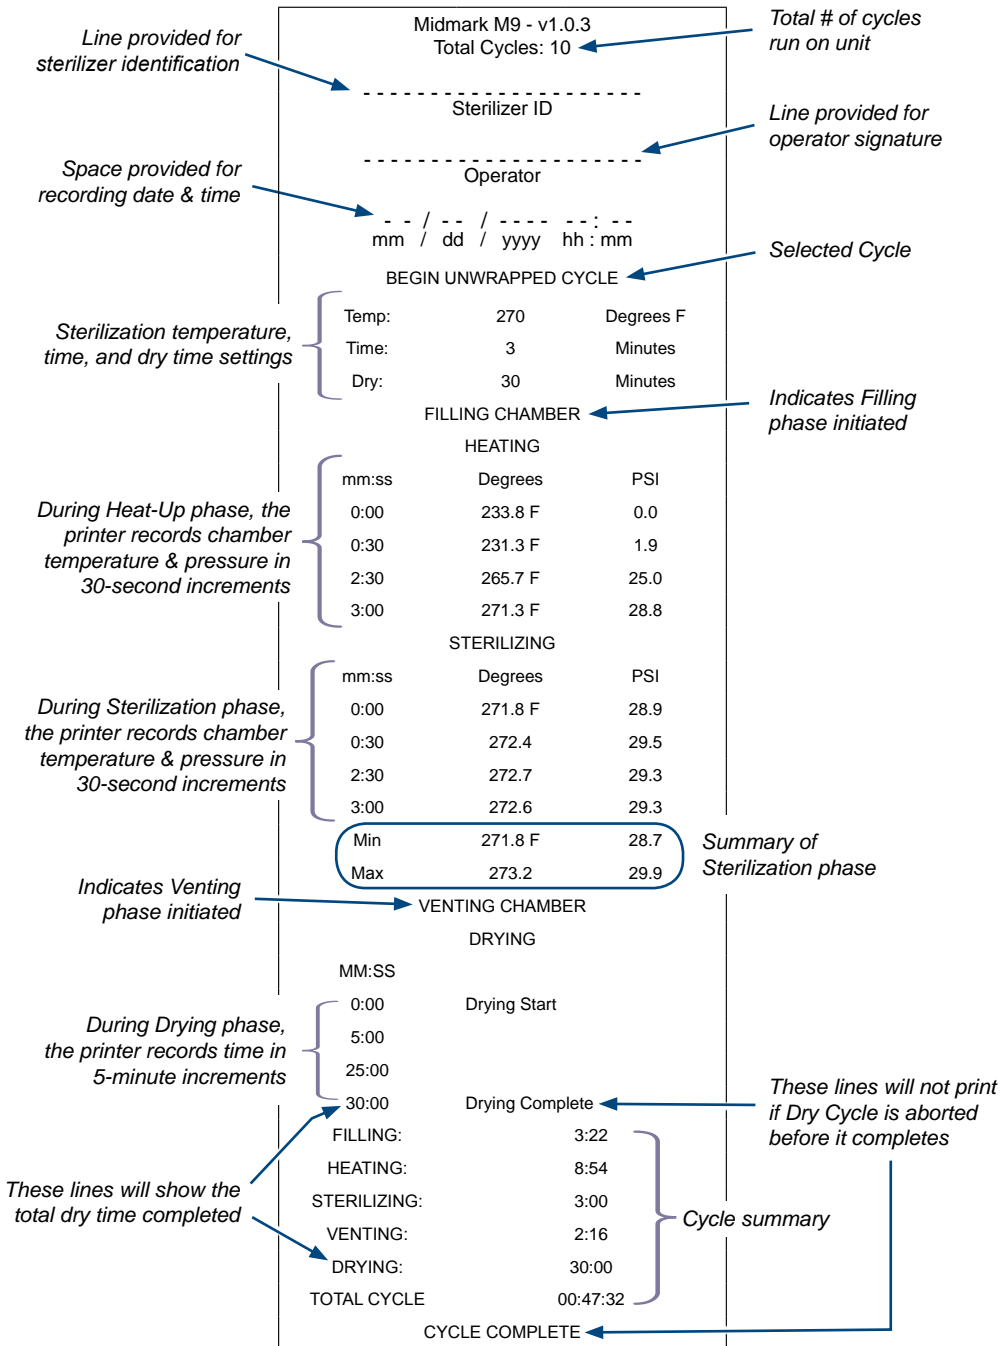 Midmark M9 - v1.0.3
Total Cycles: 10
Total # of cycles
run on unit
Line provided for
sterilizer identification
- - - - - - - - - - - - - - - - - - - - -
Sterilizer ID
Line provided for
operator signature
- - - - - - - - - - - - - - - - - - - - -
Operator
Space provided for
recording date & time
- - / - - / - - - - - - : - -
mm / dd / yyyy hh : mm
Selected Cycle
BEGIN UNWRAPPED CYCLE
Sterilization temperature,
time, and dry time settings
Temp: 270 Degrees F
Time: 3 Minutes
Dry: 30 Minutes
Indicates Filling
phase initiated
FILLING CHAMBER
HEATING
mm:ss Degrees PSI
0:00 233.8 F 0.0
0:30 231.3 F 1.9
2:30 265.7 F 25.0
3:00 271.3 F 28.8
During Heat-Up phase, the
printer records chamber
temperature & pressure in
30-second increments
STERILIZING
mm:ss Degrees PSI
0:00 271.8 F 28.9
0:30 272.4 29.5
2:30 272.7 29.3
3:00 272.6 29.3
During Sterilization phase,
the printer records chamber
temperature & pressure in
30-second increments
Min 271.8 F 28.7
Max 273.2 29.9
Summary of
Sterilization phase
Indicates Venting
phase initiated
VENTING CHAMBER
DRYING
MM:SS
0:00 Drying Start
5:00
25:00
30:00 Drying Complete
During Drying phase,
the printer records time in
5-minute increments
These lines will not print
if Dry Cycle is aborted
before it completes
FILLING: 3:22
HEATING: 8:54
STERILIZING: 3:00
VENTING: 2:16
DRYING: 30:00
TOTAL CYCLE 00:47:32
These lines will show the
total dry time completed
Cycle summary
CYCLE COMPLETE